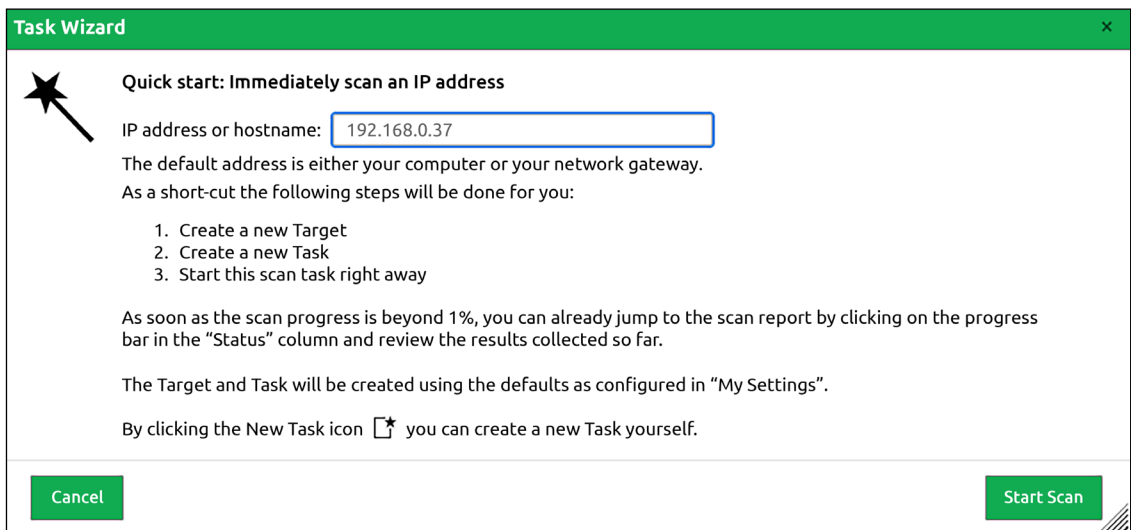 Task Wizard ×
Quick start: Immediately scan an IP address
IP address or hostname: 192.168.0.37
The default address is either your computer or your network gateway.
As a short-cut the following steps will be done for you:
1. Create a new Target
2. Create a new Task
3. Start this scan task right away
As soon as the scan progress is beyond 1%, you can already jump to the scan report by clicking on the progress
bar in the “Status” column and review the results collected so far.
The Target and Task will be created using the defaults as configured in “My Settings”.
By clicking the New Task icon you can create a new Task yourself.
Cancel Start Scan